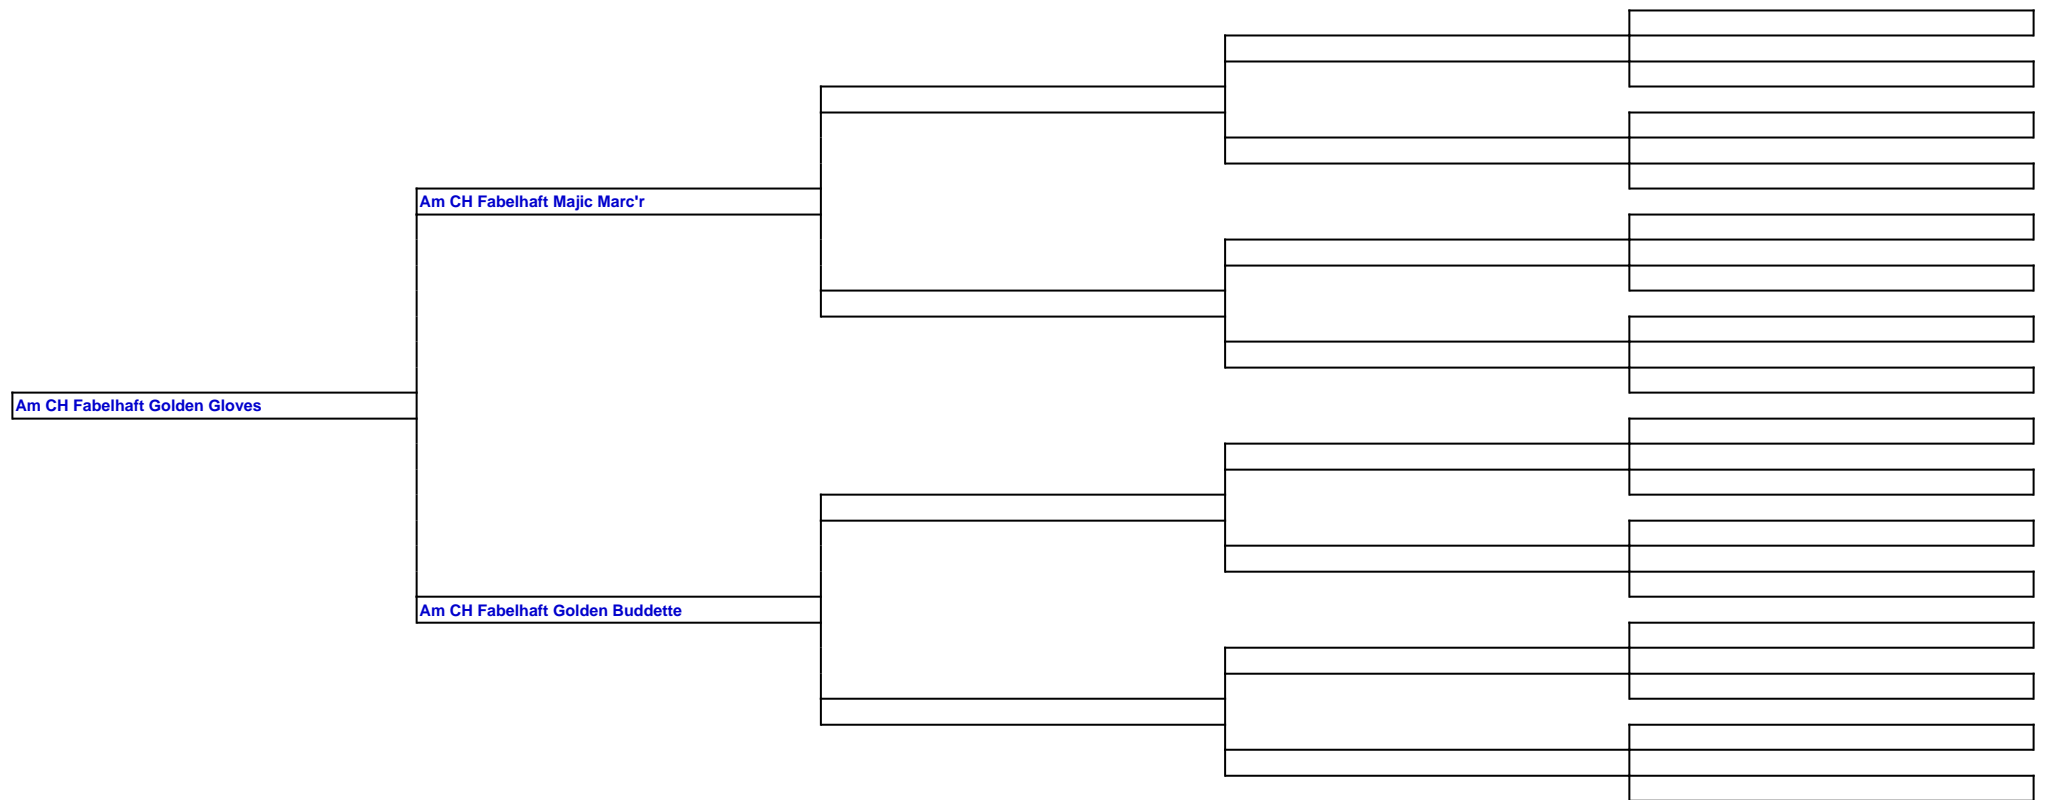 Am CH Fabelhaft Majic Marc'r
Am CH Fabelhaft Golden Gloves
Am CH Fabelhaft Golden Buddette